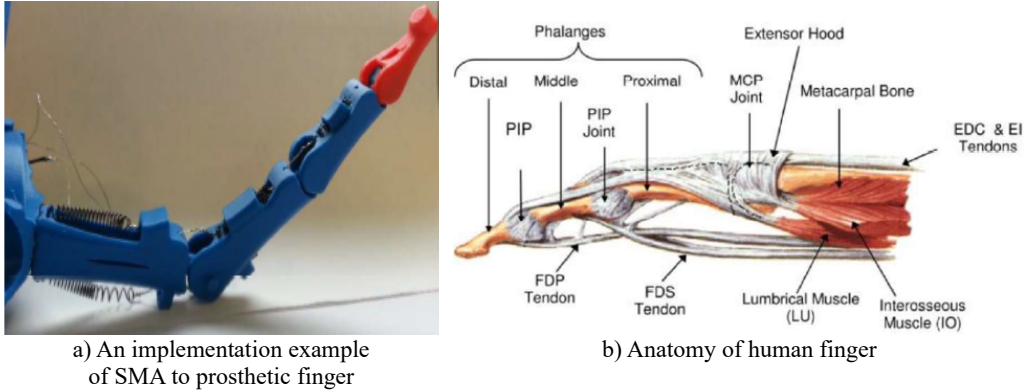 Phalanges
Extensor Hood
Distal
Middle
Proximal
MCP
Joint
Metacarpal Bone
PIP
PIP
Joint
EDC & EI
Tendons
FDP
Tendon
FDS
Tendon
Lumbrical Muscle
(LU)
Interosseous
Muscle (IO)
a) An implementation example
of SMA to prosthetic finger
b) Anatomy of human finger